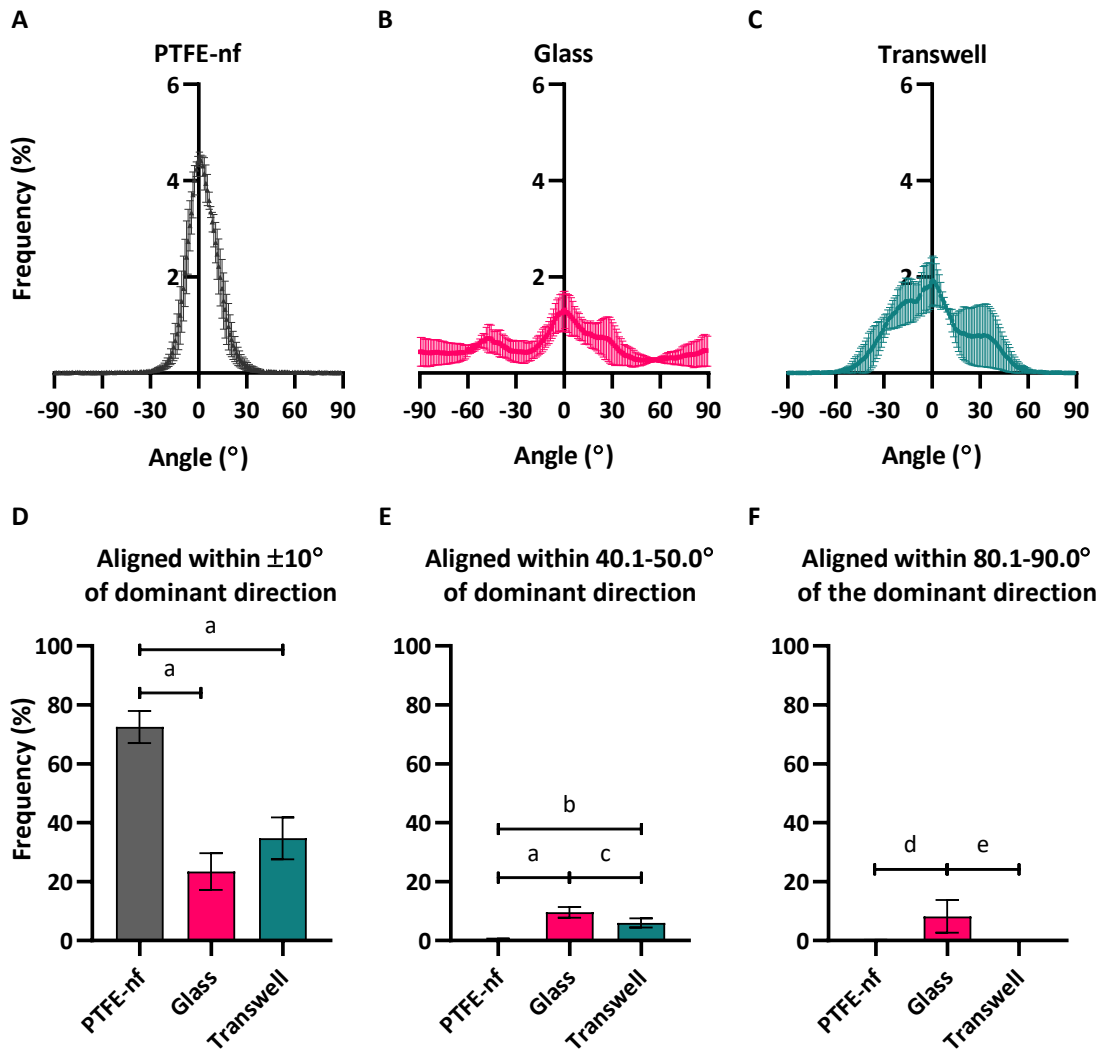 A
B
C
PTFE-nf
Glass
Transwell
Frequency (%)
6
4
2
-90 -60 -30 0 30 60 90
Angle (°)
6
4
2
-90 -60 -30 0 30 60 90
Angle (°)
6
4
2
-90 -60 -30 0 30 60 90
Angle (°)
D
E
F
Aligned within ±10°
of dominant direction
Aligned within 40.1-50.0°
of dominant direction
Aligned within 80.1-90.0°
of the dominant direction
Frequency (%)
100
80
60
40
20
0
a
a
PTFE-nf
Glass
Transwell
100
80
60
40
20
0
b
a
c
PTFE-nf
Glass
Transwell
100
80
60
40
20
0
d
e
PTFE-nf
Glass
Transwell